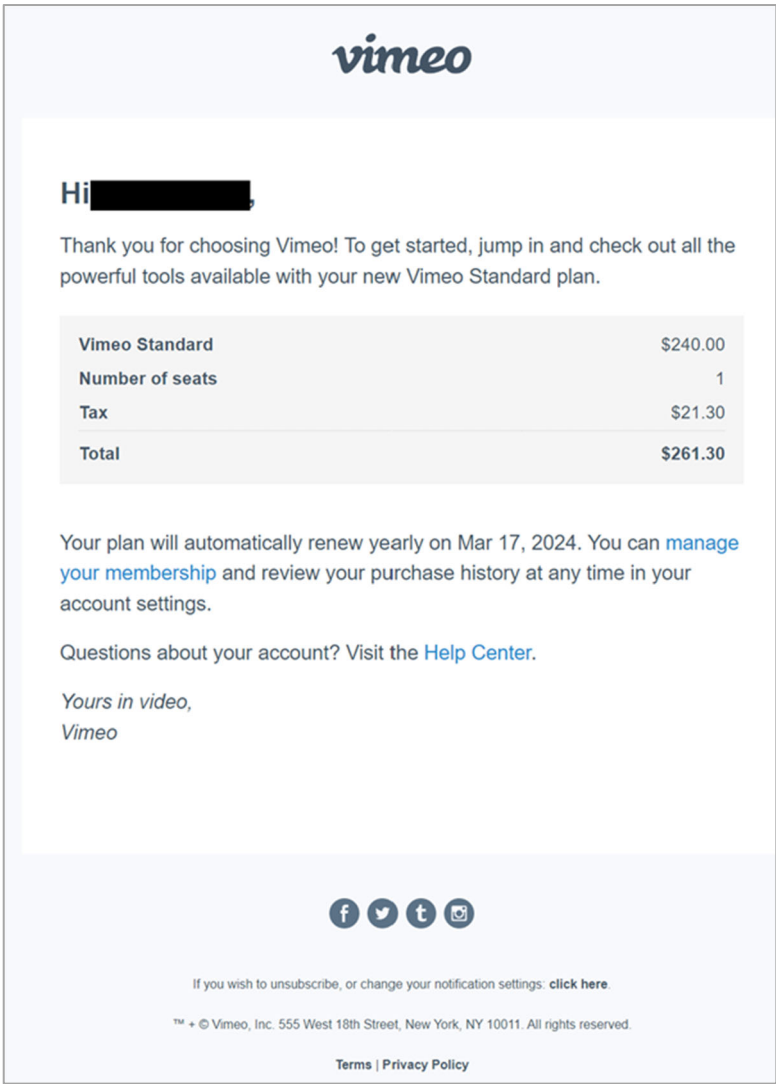 vimeo
Hi ,
Thank you for choosing Vimeo! To get started, jump in and check out all the
powerful tools available with your new Vimeo Standard plan.
Vimeo Standard $240.00
Number of seats 1
Tax $21.30
Total $261.30
Your plan will automatically renew yearly on Mar 17, 2024. You can manage
your membership and review your purchase history at any time in your
account settings.
Questions about your account? Visit the Help Center.
Yours in video,
Vimeo
If you wish to unsubscribe, or change your notification settings: click here.
™ + © Vimeo, Inc. 555 West 18th Street, New York, NY 10011. All rights reserved.
Terms | Privacy Policy